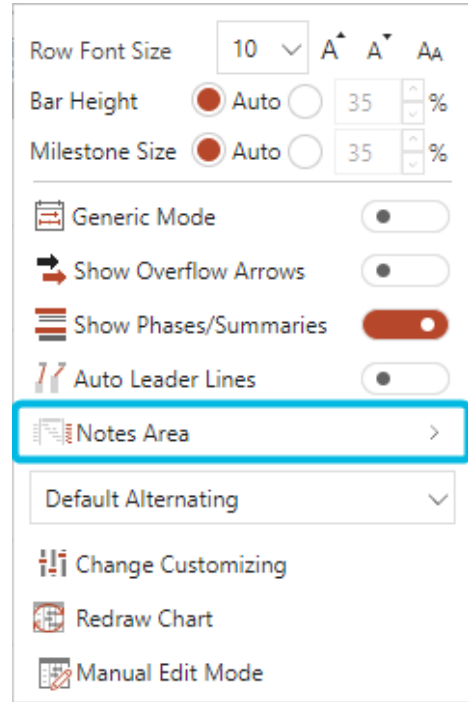 Row Font Size 10 A A AA
Bar Height Auto 35 %
Milestone Size Auto 35 %
Generic Mode
Show Overflow Arrows
Show Phases/Summaries
Auto Leader Lines
Notes Area
Default Alternating
Change Customizing
Redraw Chart
Manual Edit Mode